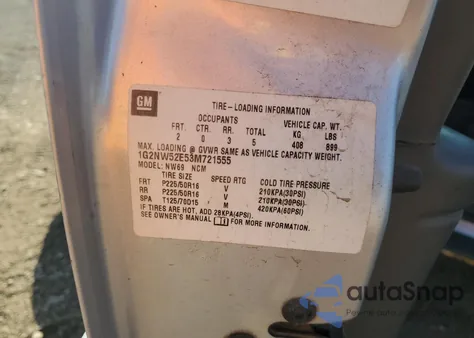 GM
TIRE-LOADING INFORMATION
OCCUPANTS VEHICLE CAP. WT.
FRT. CTR. RR. TOTAL KG LBS
2 0 3 5 408 899
MAX. LOADING @ GVWR SAME AS VEHICLE CAPACITY WEIGHT.
1G2NW52E53M721555
MODEL: NW69 NCM
TIRE SIZE SPEED RTG COLD TIRE PRESSURE
FRT P225/50R16 V 210KPA(30PSI)
RR P225/50R16 V 210KPA(30PSI)
SPA T125/70D15 M 420KPA(60PSI)
IF TIRES ARE HOT, ADD 28KPA(4PSI).
SEE OWNER'S MANUAL FOR MORE INFORMATION.
autoSnap
Powered by AutoSnap